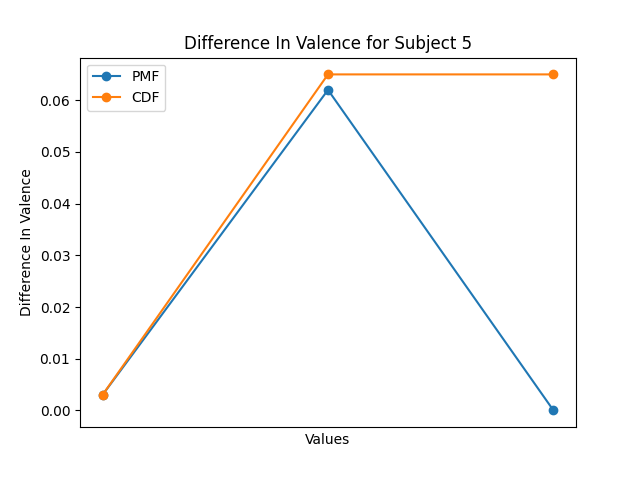 Difference In Valence for Subject 5
PMF
CDF
0.06
0.05
0.04
0.03
0.02
0.01
0.00
Difference In Valence
Values